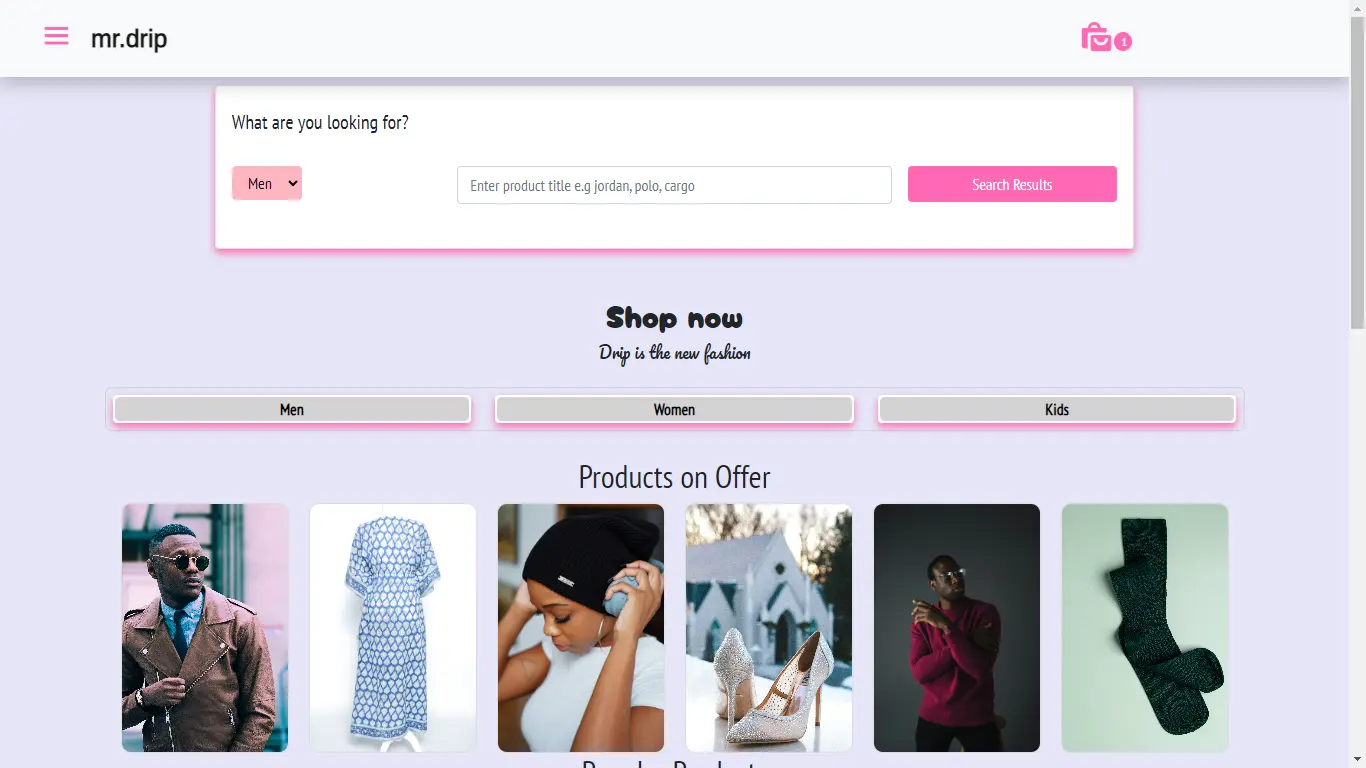 mr.drip
1
What are you looking for?
Men
Enter product title e.g jordan, polo, cargo
Search Results
Shop now
Drip is the new fashion
Men
Women
Kids
Products on Offer